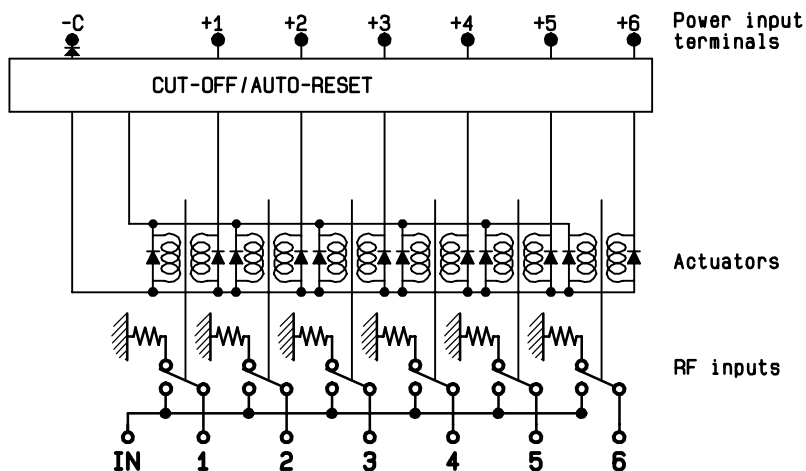 -C +1 +2 +3 +4 +5 +6 Power input
terminals
CUT-OFF/AUTO-RESET
Actuators
RF inputs
IN 1 2 3 4 5 6